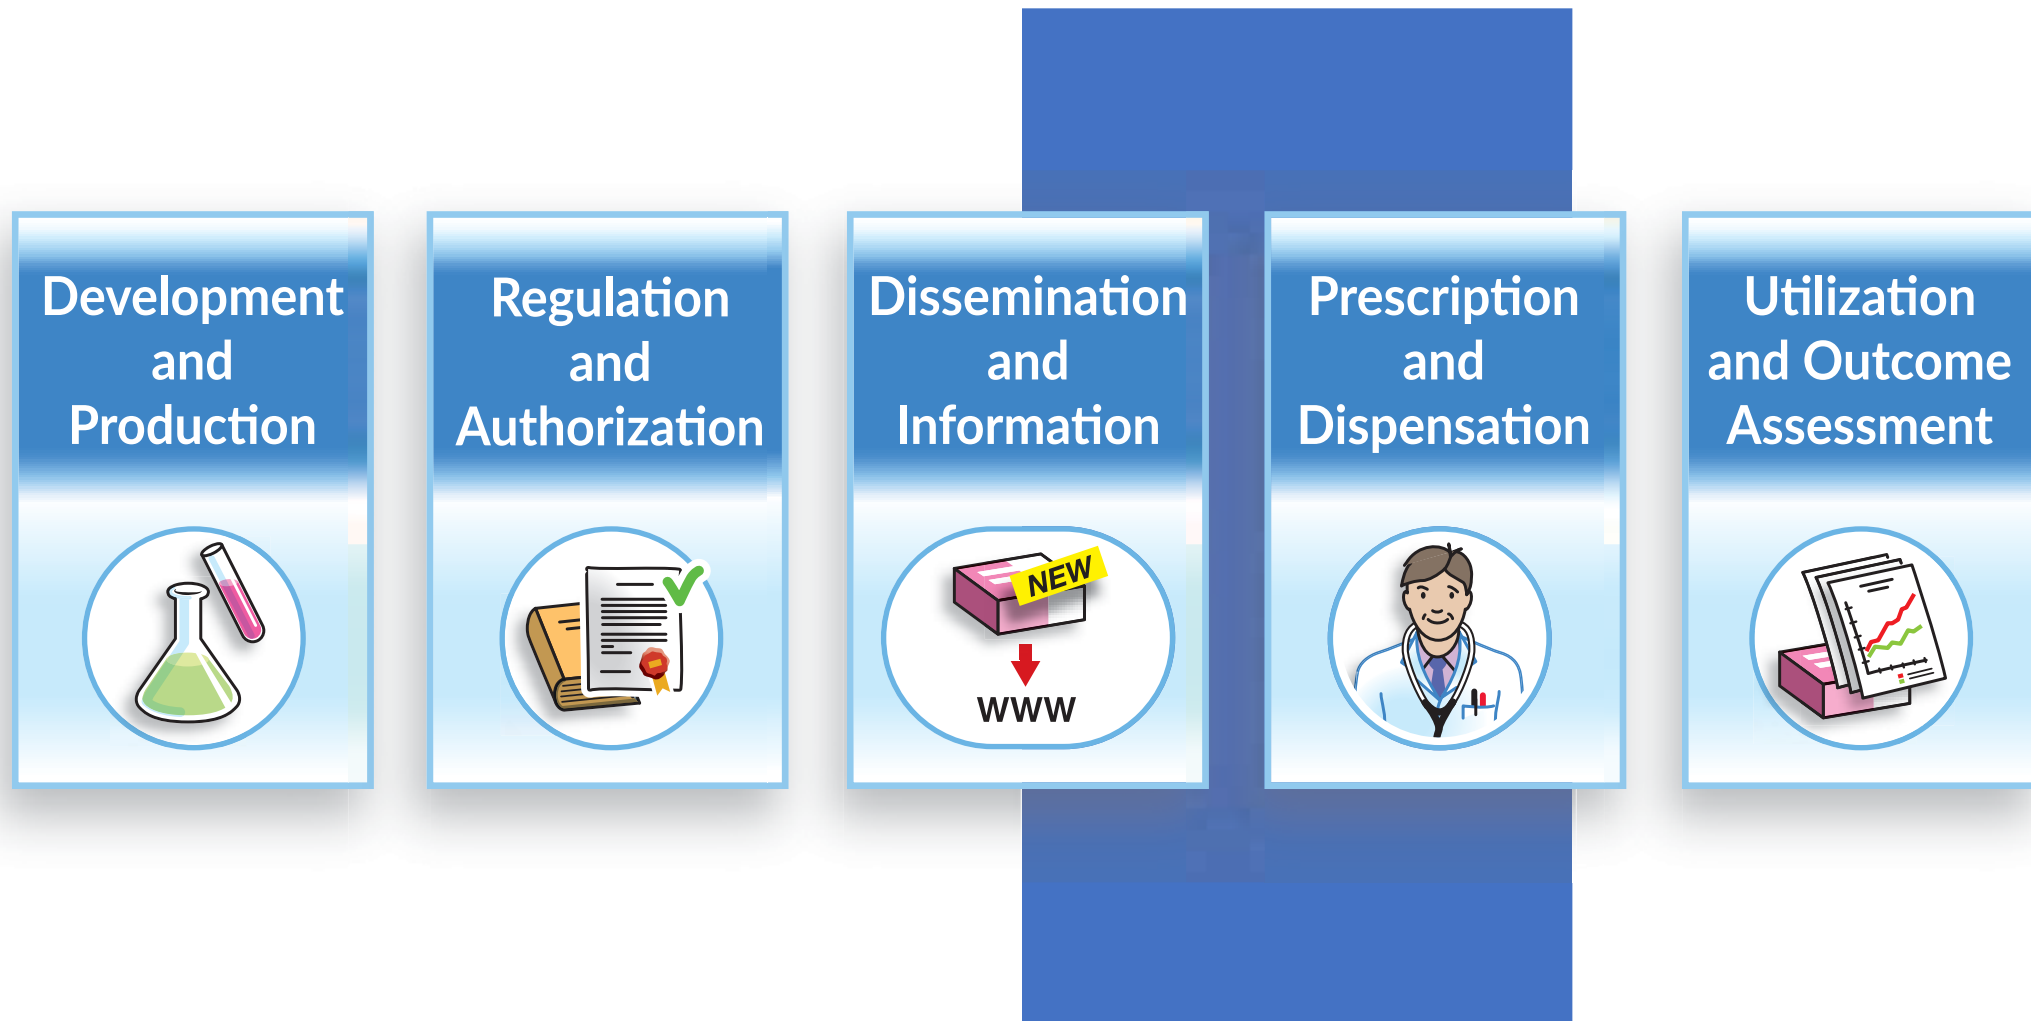 Development
and
Production
Regulation
and
Authorization
Dissemination
and
Information
NEW
WWW
Prescription
and
Dispensation
Utilization
and Outcome
Assessment